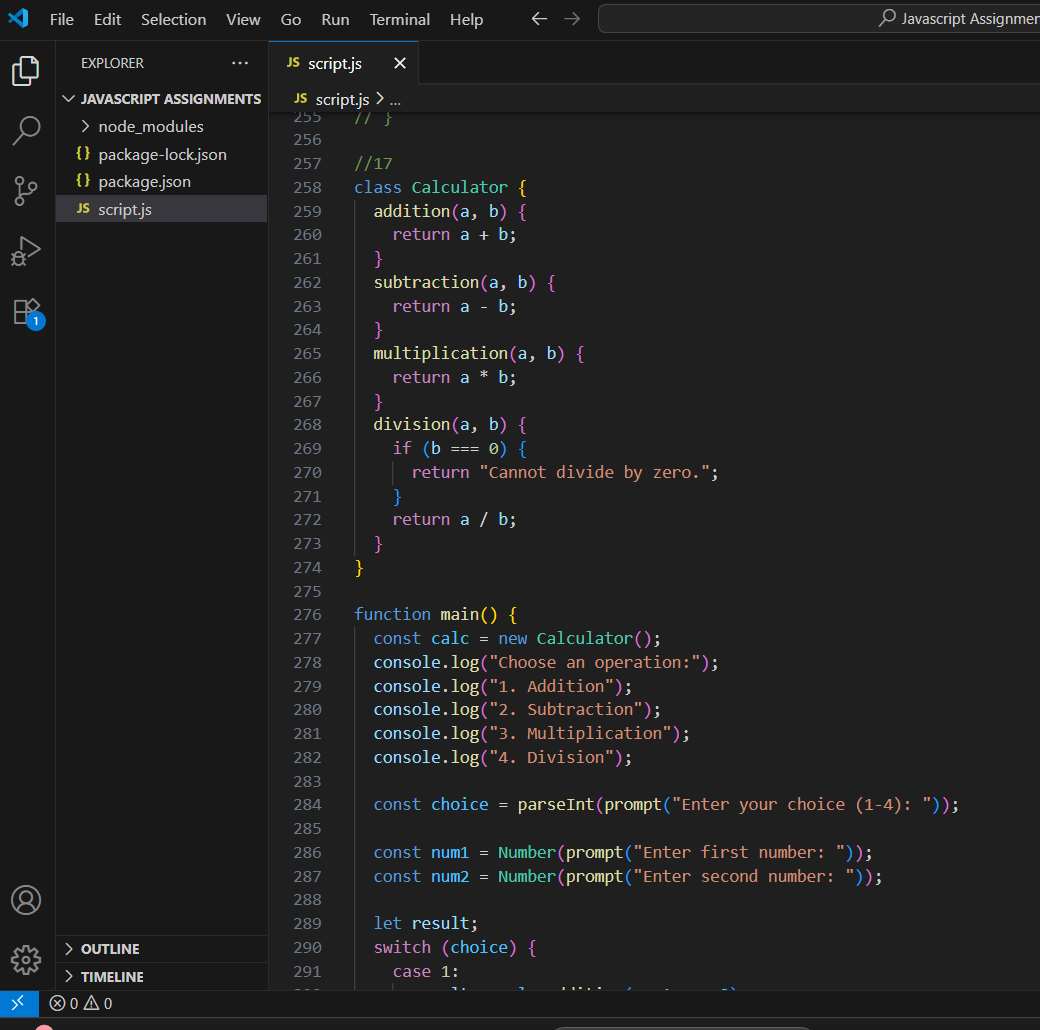 File Edit Selection View Go Run Terminal Help Javascript Assignmen
EXPLORER
JAVASCRIPT ASSIGNMENTS
node_modules
{} package-lock.json
{} package.json
JS script.js
OUTLINE
TIMELINE
JS script.js
JS script.js > ...
255 // }
256
257 //17
258 class Calculator {
259 addition(a, b) {
260 return a + b;
261 }
262 subtraction(a, b) {
263 return a - b;
264 }
265 multiplication(a, b) {
266 return a * b;
267 }
268 division(a, b) {
269 if (b === 0) {
270 return "Cannot divide by zero.";
271 }
272 return a / b;
273 }
274 }
275
276 function main() {
277 const calc = new Calculator();
278 console.log("Choose an operation:");
279 console.log("1. Addition");
280 console.log("2. Subtraction");
281 console.log("3. Multiplication");
282 console.log("4. Division");
283
284 const choice = parseInt(prompt("Enter your choice (1-4): "));
285
286 const num1 = Number(prompt("Enter first number: "));
287 const num2 = Number(prompt("Enter second number: "));
288
289 let result;
290 switch (choice) {
291 case 1:
1
0 0